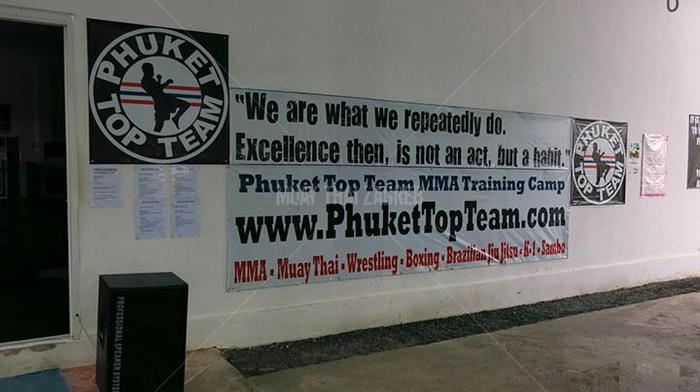 PHUKET
TOP TEAM
"We are what we repeatedly do.
Excellence then, is not an act, but a habit."
Phuket Top Team MMA Training Camp
www.PhuketTopTeam.com
MMA - Muay Thai - Wrestling - Boxing - Brazilian Jiu Jitsu - K-1 - Sambo
MUAY THAI ZAGREB
PHUKET
TOP TEAM
PROFESSIONAL SPEAKER SYSTEM